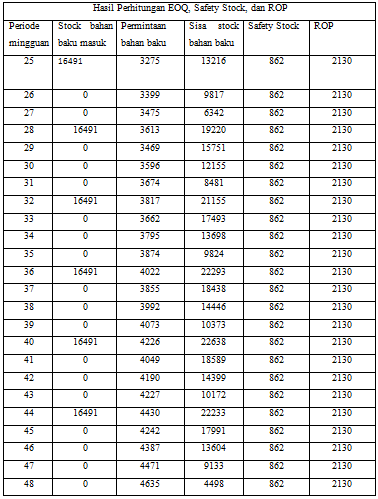 Hasil Perhitungan EOQ, Safety Stock, dan ROP
Periode mingguan Stock bahan baku masuk Permintaan bahan baku Sisa stock bahan baku Safety Stock ROP
25 16491 3275 13216 862 2130
26 0 3399 9817 862 2130
27 0 3475 6342 862 2130
28 16491 3613 19220 862 2130
29 0 3469 15751 862 2130
30 0 3596 12155 862 2130
31 0 3674 8481 862 2130
32 16491 3817 21155 862 2130
33 0 3662 17493 862 2130
34 0 3795 13698 862 2130
35 0 3874 9824 862 2130
36 16491 4022 22293 862 2130
37 0 3855 18438 862 2130
38 0 3992 14446 862 2130
39 0 4073 10373 862 2130
40 16491 4226 22638 862 2130
41 0 4049 18589 862 2130
42 0 4190 14399 862 2130
43 0 4227 10172 862 2130
44 16491 4430 22233 862 2130
45 0 4242 17991 862 2130
46 0 4387 13604 862 2130
47 0 4471 9133 862 2130
48 0 4635 4498 862 2130